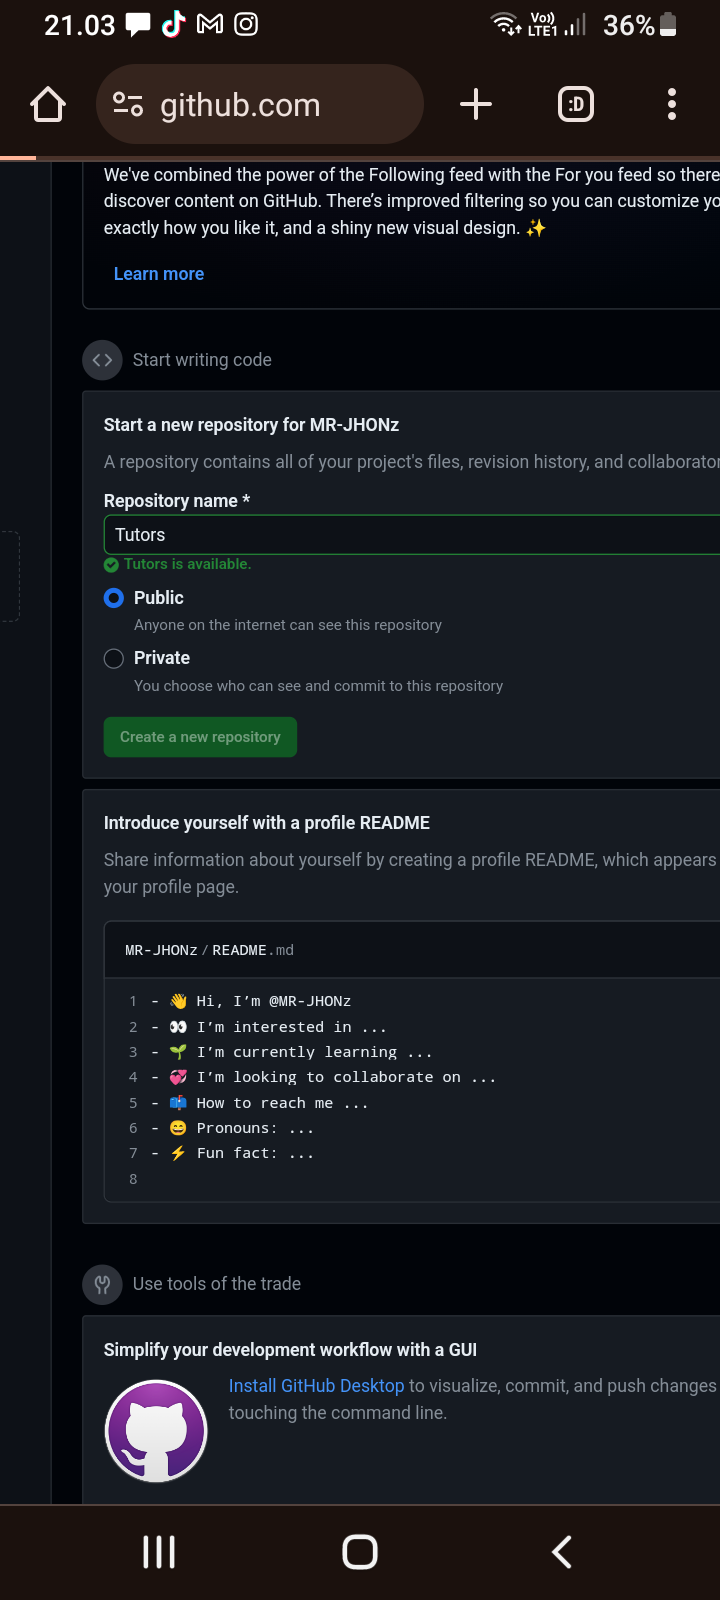 21.03
Vo))
LTE1
36%
github.com
:D
We've combined the power of the Following feed with the For you feed so there
discover content on GitHub. There’s improved filtering so you can customize yo
exactly how you like it, and a shiny new visual design. ✨
Learn more
Start writing code
Start a new repository for MR-JHONz
A repository contains all of your project's files, revision history, and collaborator
Repository name *
Tutors
Tutors is available.
Public
Anyone on the internet can see this repository
Private
You choose who can see and commit to this repository
Create a new repository
Introduce yourself with a profile README
Share information about yourself by creating a profile README, which appears
your profile page.
MR-JHONz / README.md
1 - 👋 Hi, I’m @MR-JHONz
2 - 👀 I’m interested in ...
3 - 🌱 I’m currently learning ...
4 - 💞️ I’m looking to collaborate on ...
5 - 📫 How to reach me ...
6 - 😄 Pronouns: ...
7 - ⚡ Fun fact: ...
8
Use tools of the trade
Simplify your development workflow with a GUI
Install GitHub Desktop to visualize, commit, and push changes
touching the command line.